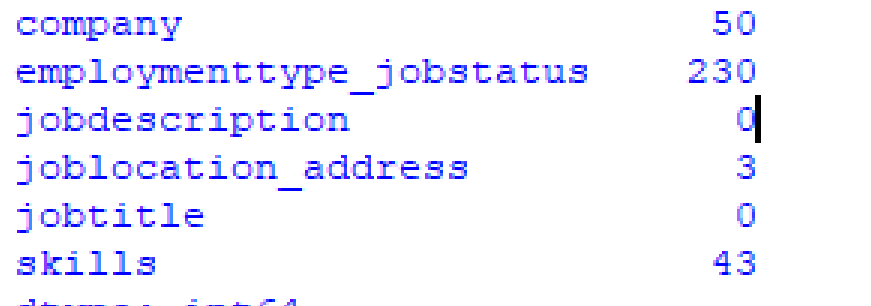 company 50
employmenttype_jobstatus 230
jobdescription 0
joblocation_address 3
jobtitle 0
skills 43